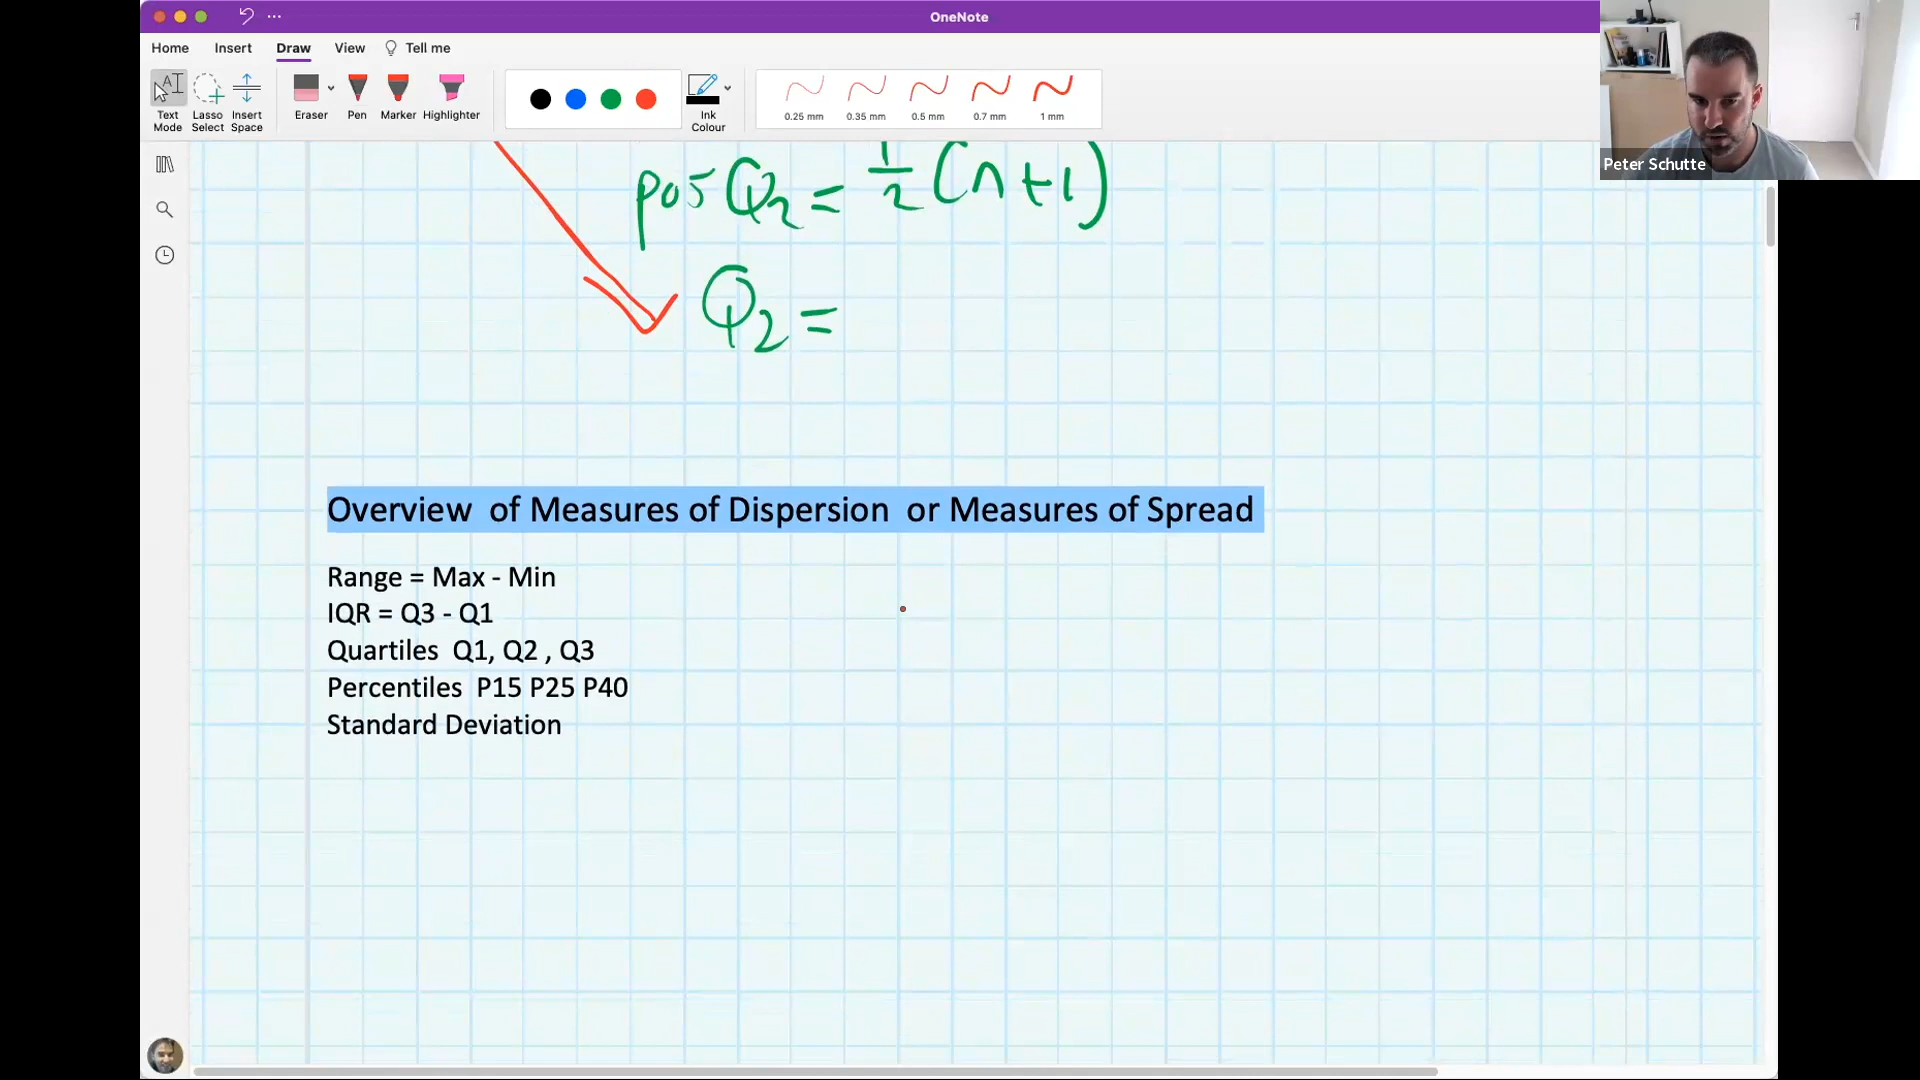 OneNote
Home Insert Draw View Tell me
Text Mode
Lasso Select
Insert Space
Eraser
Pen
Marker
Highlighter
Ink Colour
0.25 mm 0.35 mm 0.5 mm 0.7 mm 1 mm
Peter Schutte
pos Q2 = 1/2 (n+1)
Q2 =
Overview of Measures of Dispersion or Measures of Spread
Range = Max - Min
IQR = Q3 - Q1
Quartiles Q1, Q2 , Q3
Percentiles P15 P25 P40
Standard Deviation